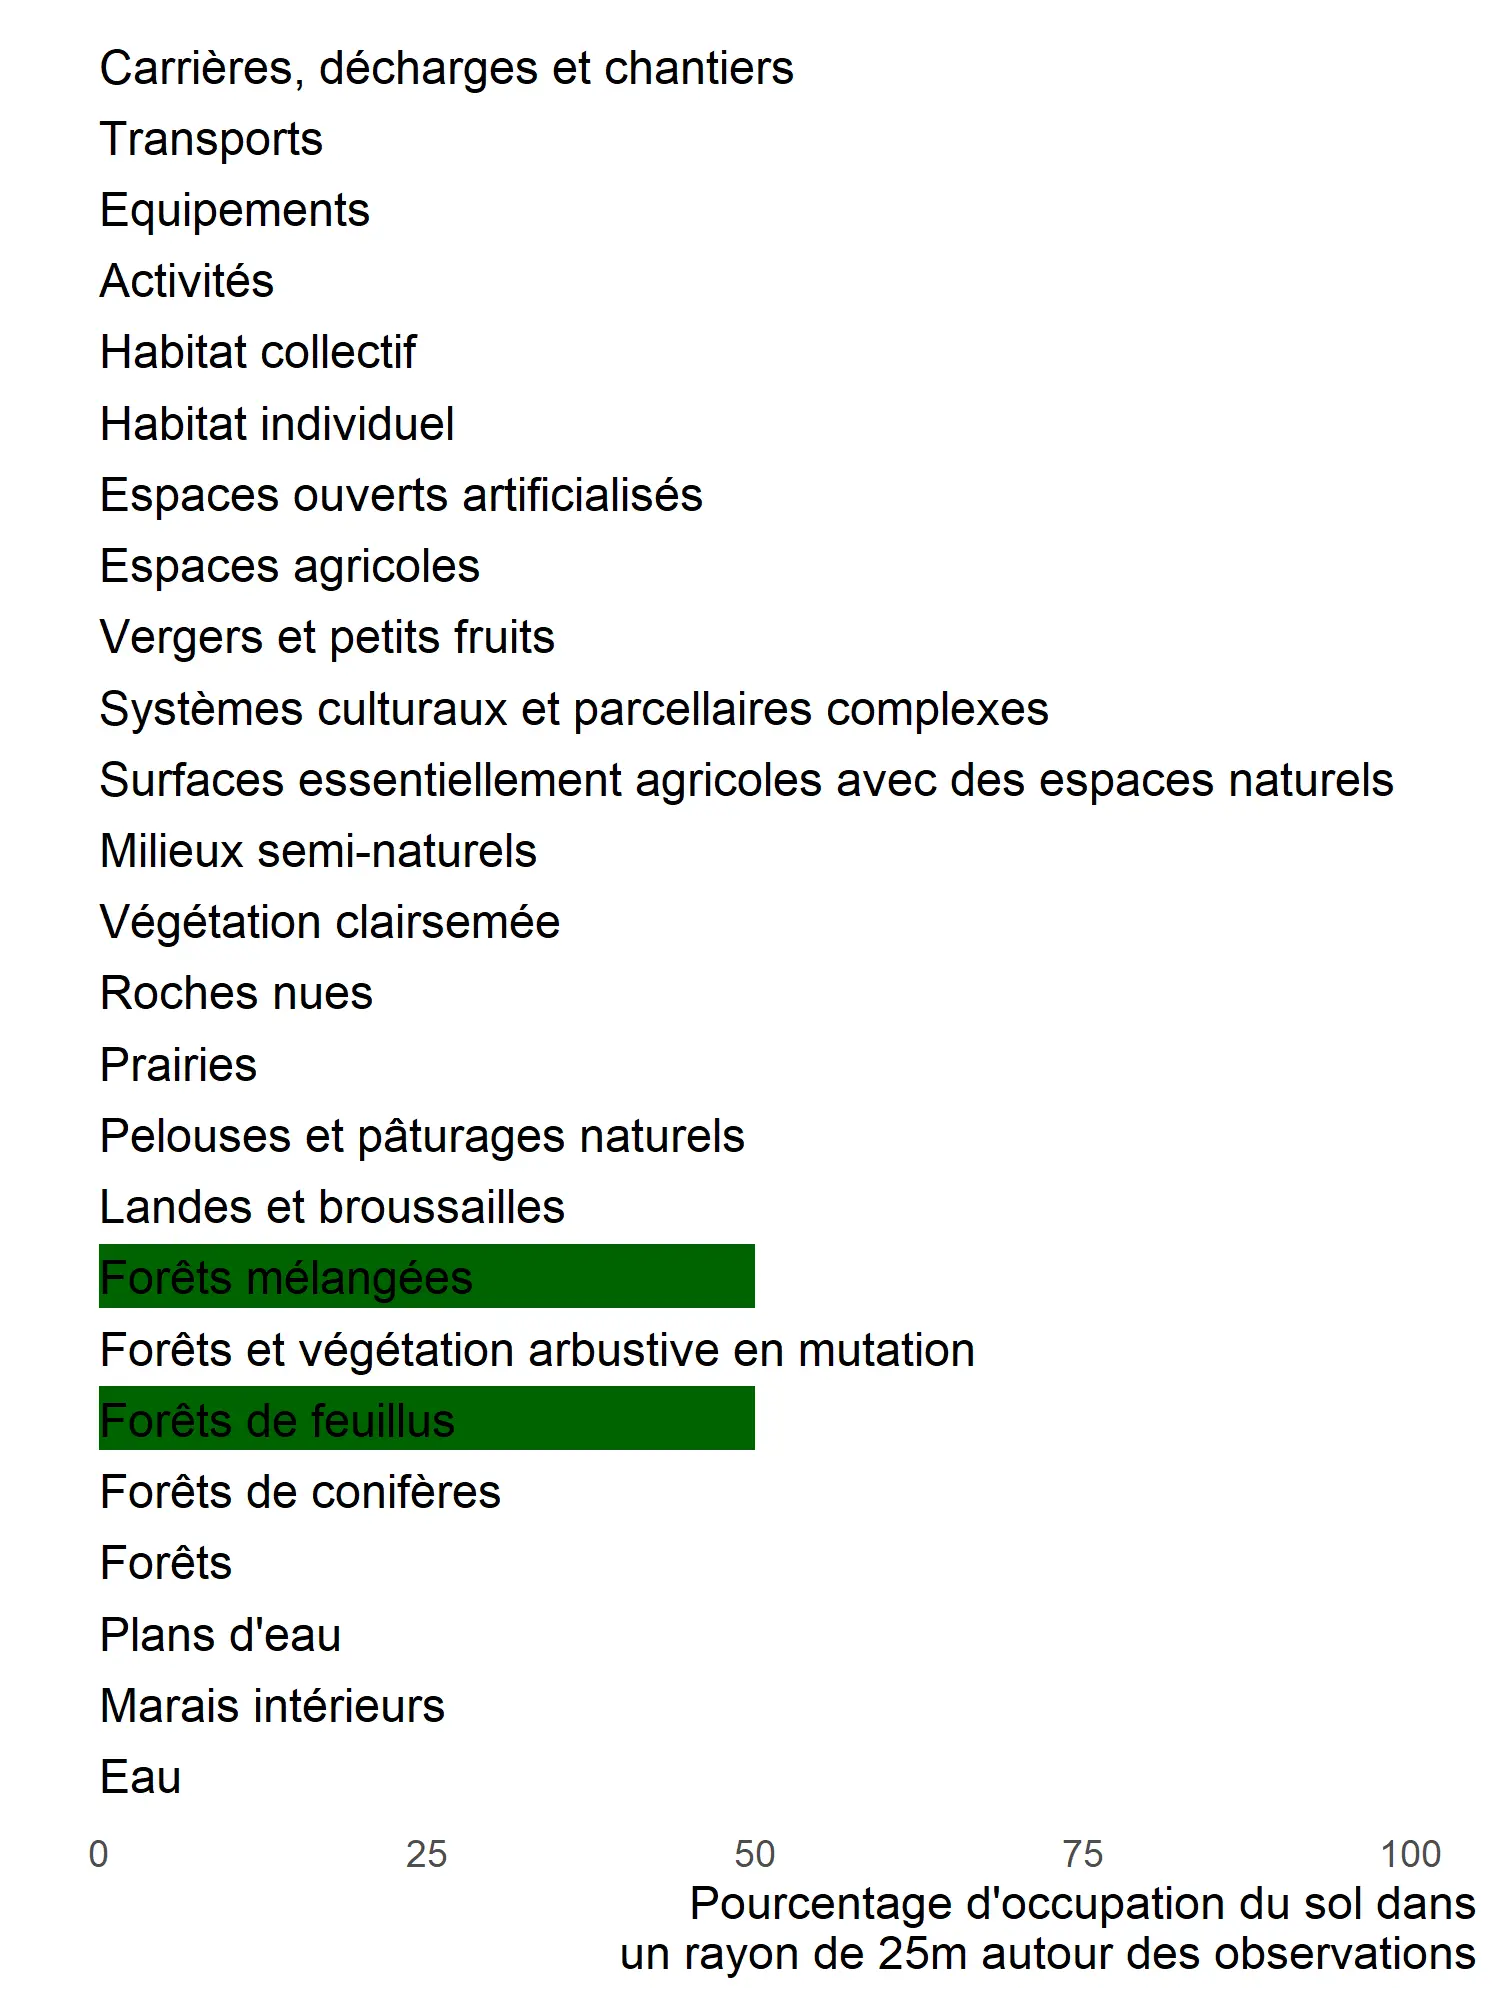 Carrières, décharges et chantiers
Transports
Equipements
Activités
Habitat collectif
Habitat individuel
Espaces ouverts artificialisés
Espaces agricoles
Vergers et petits fruits
Systèmes culturaux et parcellaires complexes
Surfaces essentiellement agricoles avec des espaces naturels
Milieux semi-naturels
Végétation clairsemée
Roches nues
Prairies
Pelouses et pâturages naturels
Landes et broussailles
Forêts mélangées
Forêts et végétation arbustive en mutation
Forêts de feuillus
Forêts de conifères
Forêts
Plans d'eau
Marais intérieurs
Eau
0 25 50 75 100
Pourcentage d'occupation du sol dans
un rayon de 25m autour des observations